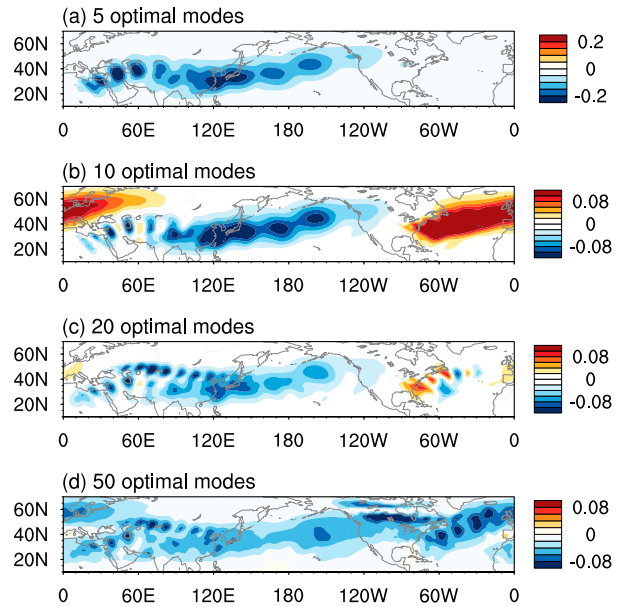 (a) 5 optimal modes
60N
40N
20N
0 60E 120E 180 120W 60W 0
0.2
0
-0.2
(b) 10 optimal modes
60N
40N
20N
0 60E 120E 180 120W 60W 0
0.08
0
-0.08
(c) 20 optimal modes
60N
40N
20N
0 60E 120E 180 120W 60W 0
0.08
0
-0.08
(d) 50 optimal modes
60N
40N
20N
0 60E 120E 180 120W 60W 0
0.08
0
-0.08